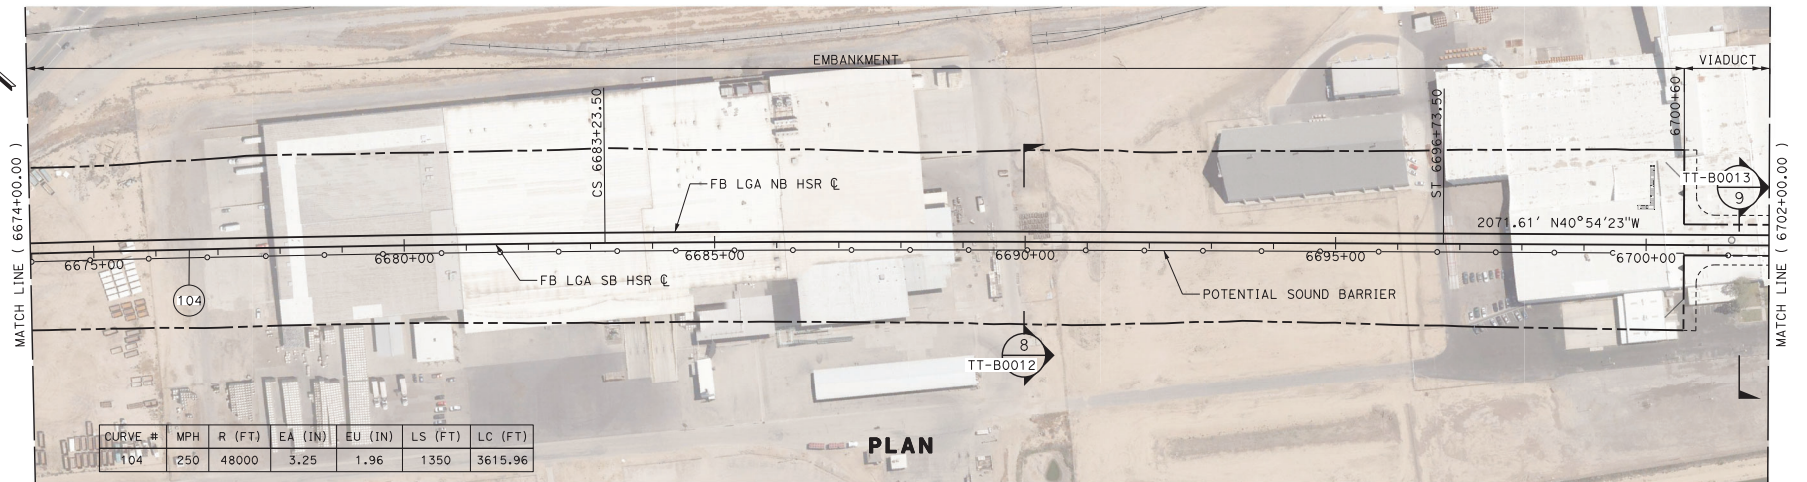 EMBANKMENT
VIADUCT
MATCH LINE ( 6674+00.00 )
CS 6683+23.50
ST 6696+73.50
6700+60
MATCH LINE ( 6702+00.00 )
FB LGA NB HSR ℄
TT-B0013
9
2071.61' N40°54'23"W
6675+00
6680+00
6685+00
6690+00
6695+00
6700+00
104
FB LGA SB HSR ℄
POTENTIAL SOUND BARRIER
8
TT-B0012
CURVE # MPH R (FT) EA (IN) EU (IN) LS (FT) LC (FT)
104 250 48000 3.25 1.96 1350 3615.96
PLAN